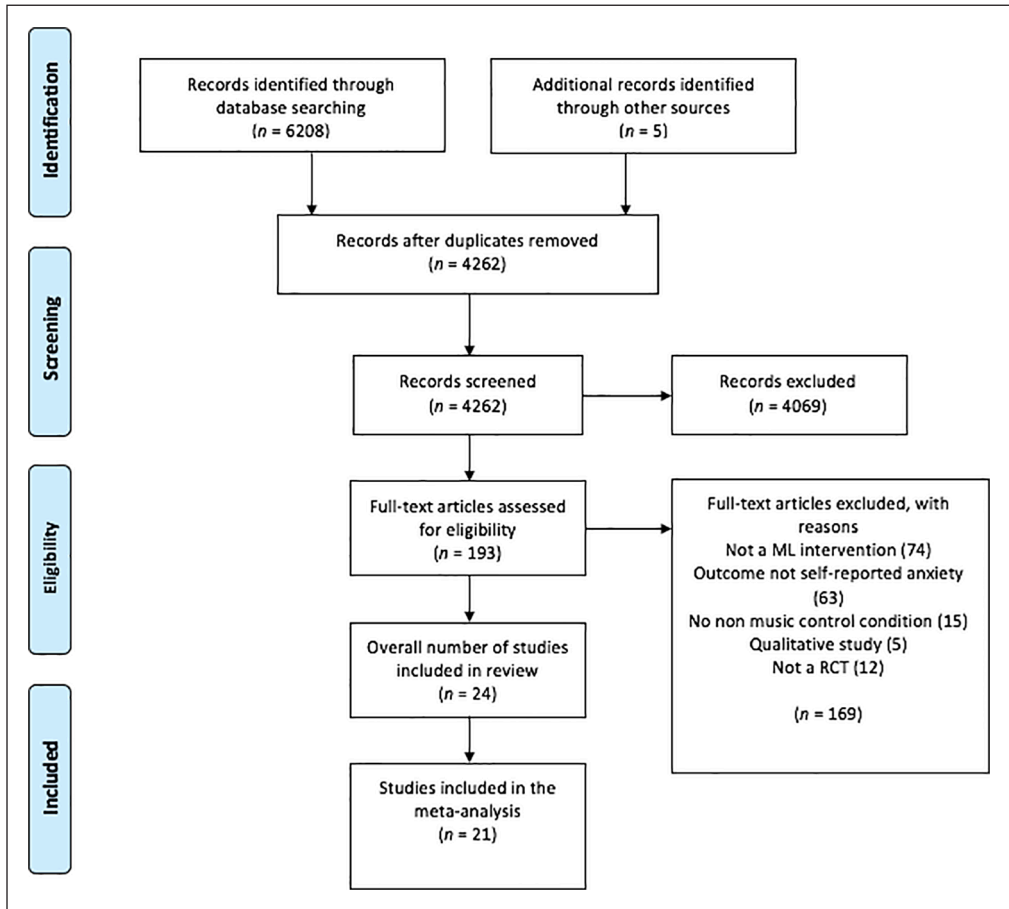 Identification
Records identified through
database searching
(n = 6208)
Additional records identified
through other sources
(n = 5)
Records after duplicates removed
(n = 4262)
Screening
Records screened
(n = 4262)
Records excluded
(n = 4069)
Eligibility
Full-text articles assessed
for eligibility
(n = 193)
Full-text articles excluded, with
reasons
Not a ML intervention (74)
Outcome not self-reported anxiety
(63)
No non music control condition (15)
Qualitative study (5)
Not a RCT (12)
(n = 169)
Overall number of studies
included in review
(n = 24)
Included
Studies included in the
meta-analysis
(n = 21)